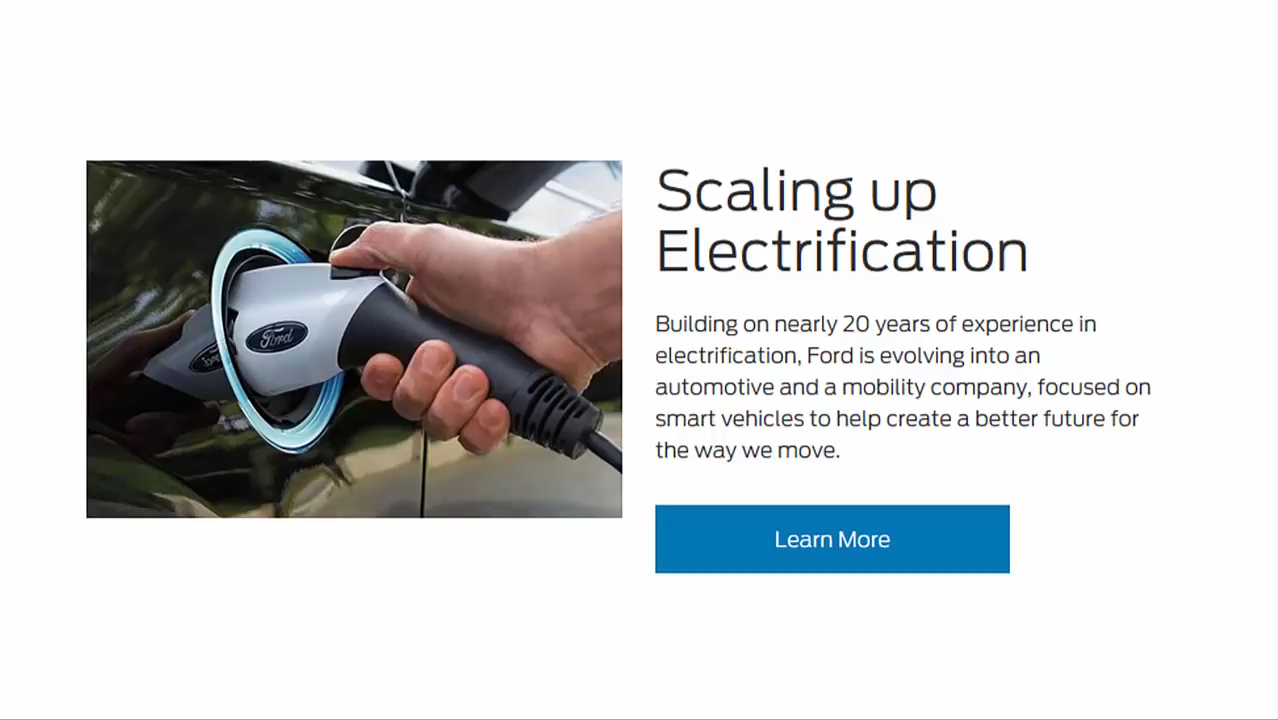 Scaling up
Electrification
Ford
Building on nearly 20 years of experience in
electrification, Ford is evolving into an
automotive and a mobility company, focused on
smart vehicles to help create a better future for
the way we move.
Learn More